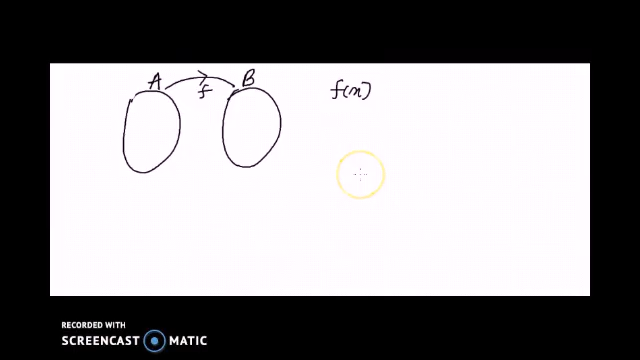 A f B f(x)
RECORDED WITH
SCREENCAST MATIC